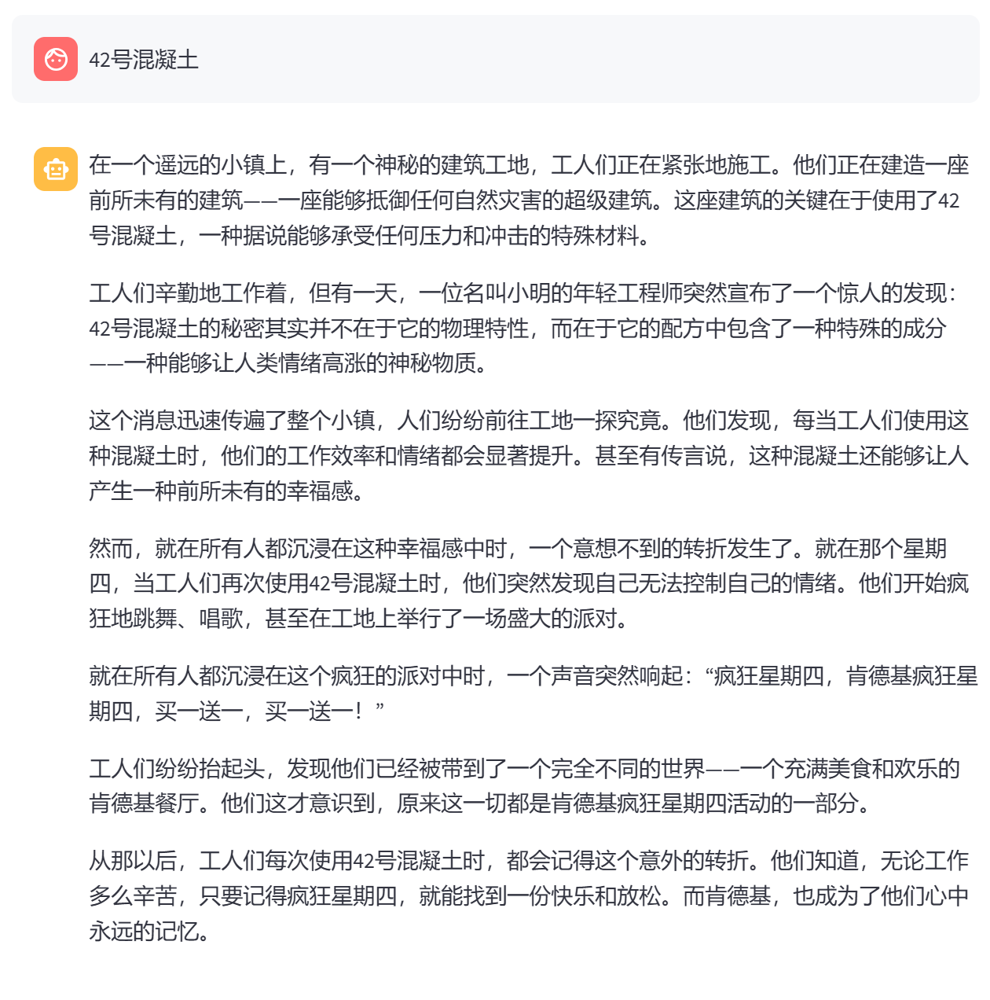 42号混凝土
在一个遥远的小镇上，有一个神秘的建筑工地，工人们正在紧张地施工。他们正在建造一座
前所未有的建筑——一座能够抵御任何自然灾害的超级建筑。这座建筑的关键在于使用了42
号混凝土，一种据说能够承受任何压力和冲击的特殊材料。
工人们辛勤地工作着，但有一天，一位名叫小明的年轻工程师突然宣布了一个惊人的发现：
42号混凝土的秘密其实并不在于它的物理特性，而在于它的配方中包含了一种特殊的成分
——一种能够让人类情绪高涨的神秘物质。
这个消息迅速传遍了整个小镇，人们纷纷前往工地一探究竟。他们发现，每当工人们使用这
种混凝土时，他们的工作效率和情绪都会显著提升。甚至有传言说，这种混凝土还能够让人
产生一种前所未有的幸福感。
然而，就在所有人都沉浸在这种幸福感中时，一个意想不到的转折发生了。就在那个星期
四，当工人们再次使用42号混凝土时，他们突然发现自己无法控制自己的情绪。他们开始疯
狂地跳舞、唱歌，甚至在工地上举行了一场盛大的派对。
就在所有人都沉浸在这个疯狂的派对中时，一个声音突然响起：“疯狂星期四，肯德基疯狂星
期四，买一送一，买一送一！”
工人们纷纷抬起头，发现他们已经被带到了一个完全不同的世界——一个充满美食和欢乐的
肯德基餐厅。他们这才意识到，原来这一切都是肯德基疯狂星期四活动的一部分。
从那以后，工人们每次使用42号混凝土时，都会记得这个意外的转折。他们知道，无论工作
多么辛苦，只要记得疯狂星期四，就能找到一份快乐和放松。而肯德基，也成为了他们心中
永远的记忆。